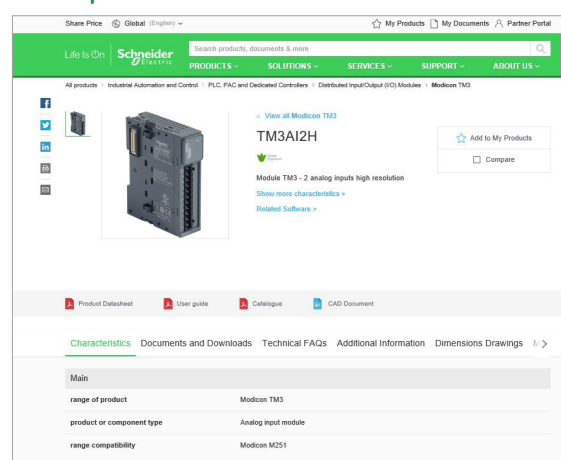 Share Price Global (English) My Products My Documents Partner Portal
Life Is On Schneider Electric
Search products, documents & more
PRODUCTS SOLUTIONS SERVICES SUPPORT ABOUT US
All products Industrial Automation and Control PLC, PAC and Dedicated Controllers Distributed Input/Output (I/O) Modules Modicon TM3
« View all Modicon TM3
TM3AI2H
Add to My Products
Compare
Module TM3 - 2 analog inputs high resolution
Show more characteristics >
Related Software >
Product Datasheet User guide Catalogue CAD Document
Characteristics Documents and Downloads Technical FAQs Additional Information Dimensions Drawings
Main
range of product Modicon TM3
product or component type Analog input module
range compatibility Modicon M251